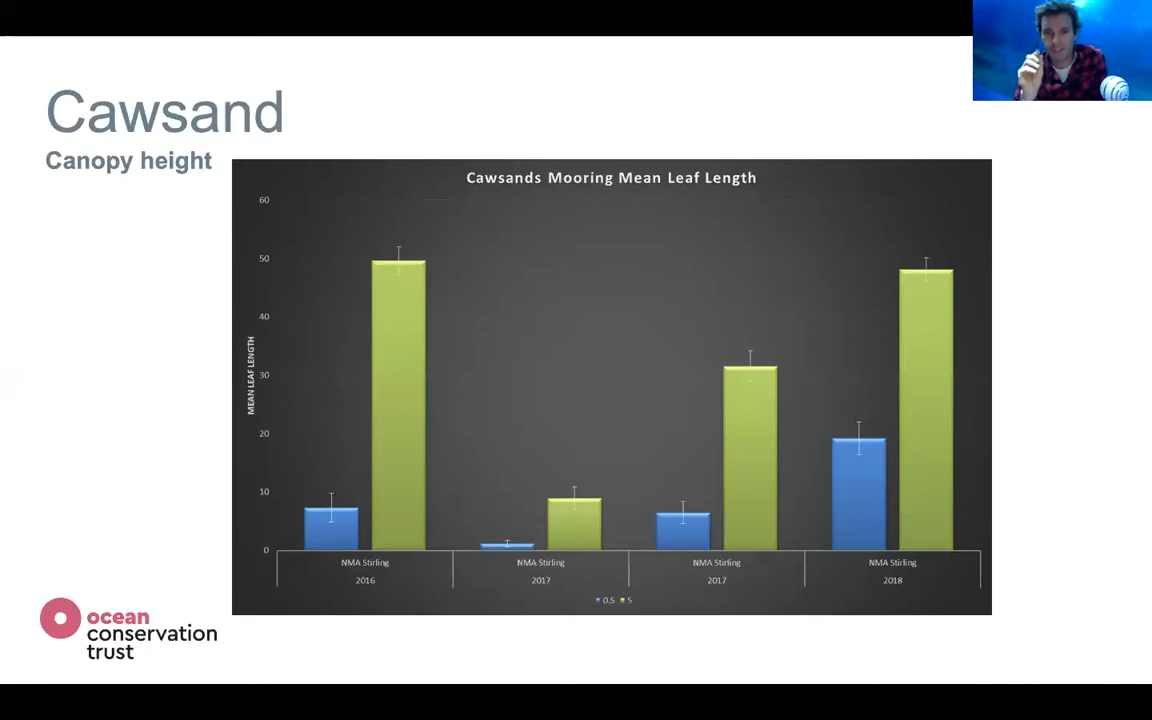 Cawsand
Canopy height
Cawsands Mooring Mean Leaf Length
60
50
40
30
20
10
0
MEAN LEAF LENGTH
NMA Stirling NMA Stirling NMA Stirling NMA Stirling
2016 2017 2017 2018
0.5 5
ocean
conservation
trust